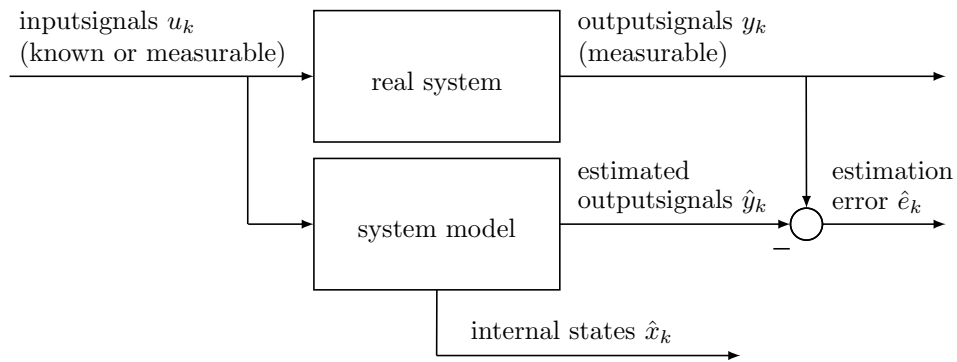 inputsignals $u_k$
(known or measurable)
real system
outputsignals $y_k$
(measurable)
system model
estimated
outputsignals $\hat{y}_k$
−
estimation
error $\hat{e}_k$
internal states $\hat{x}_k$